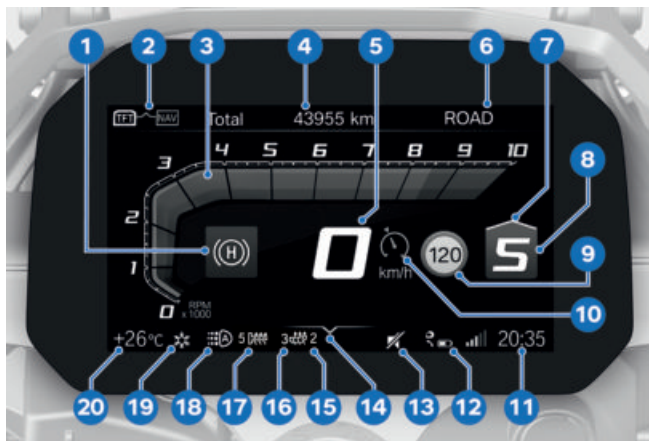 1 2 3 4 5 6 7
TFT NAV Total 43955 km ROAD
3 4 5 6 7 8 9 10
8
2
(H) 0 120 S
9
km/h
1
10
0 RPM x 1000
+26°C A 5 3 2 20:35
20 19 18 17 16 15 14 13 12 11